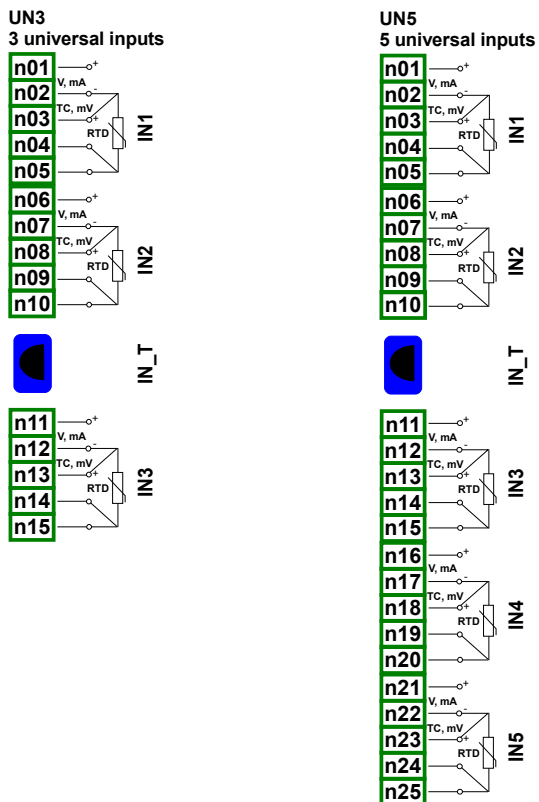 UN3
3 universal inputs
n01 +
V, mA
n02 -
TC, mV
n03 +
RTD
n04
n05
IN1
n06 +
V, mA
n07 -
TC, mV
n08 +
RTD
n09
n10
IN2
IN_T
n11 +
V, mA
n12 -
TC, mV
n13 +
RTD
n14
n15
IN3
UN5
5 universal inputs
n01 +
V, mA
n02 -
TC, mV
n03 +
RTD
n04
n05
IN1
n06 +
V, mA
n07 -
TC, mV
n08 +
RTD
n09
n10
IN2
IN_T
n11 +
V, mA
n12 -
TC, mV
n13 +
RTD
n14
n15
IN3
n16 +
V, mA
n17 -
TC, mV
n18 +
RTD
n19
n20
IN4
n21 +
V, mA
n22 -
TC, mV
n23 +
RTD
n24
n25
IN5